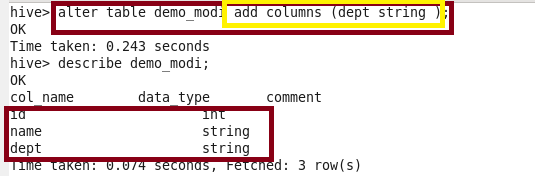 hive> alter table demo_modi add columns (dept string );
OK
Time taken: 0.243 seconds
hive> describe demo_modi;
OK
col_name data_type comment
id int
name string
dept string
Time taken: 0.074 seconds, Fetched: 3 row(s)